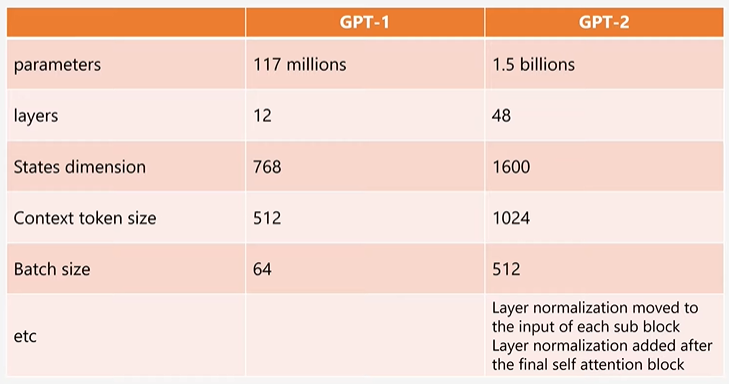 GPT-1 GPT-2
parameters 117 millions 1.5 billions
layers 12 48
States dimension 768 1600
Context token size 512 1024
Batch size 64 512
etc
Layer normalization moved to
the input of each sub block
Layer normalization added after
the final self attention block